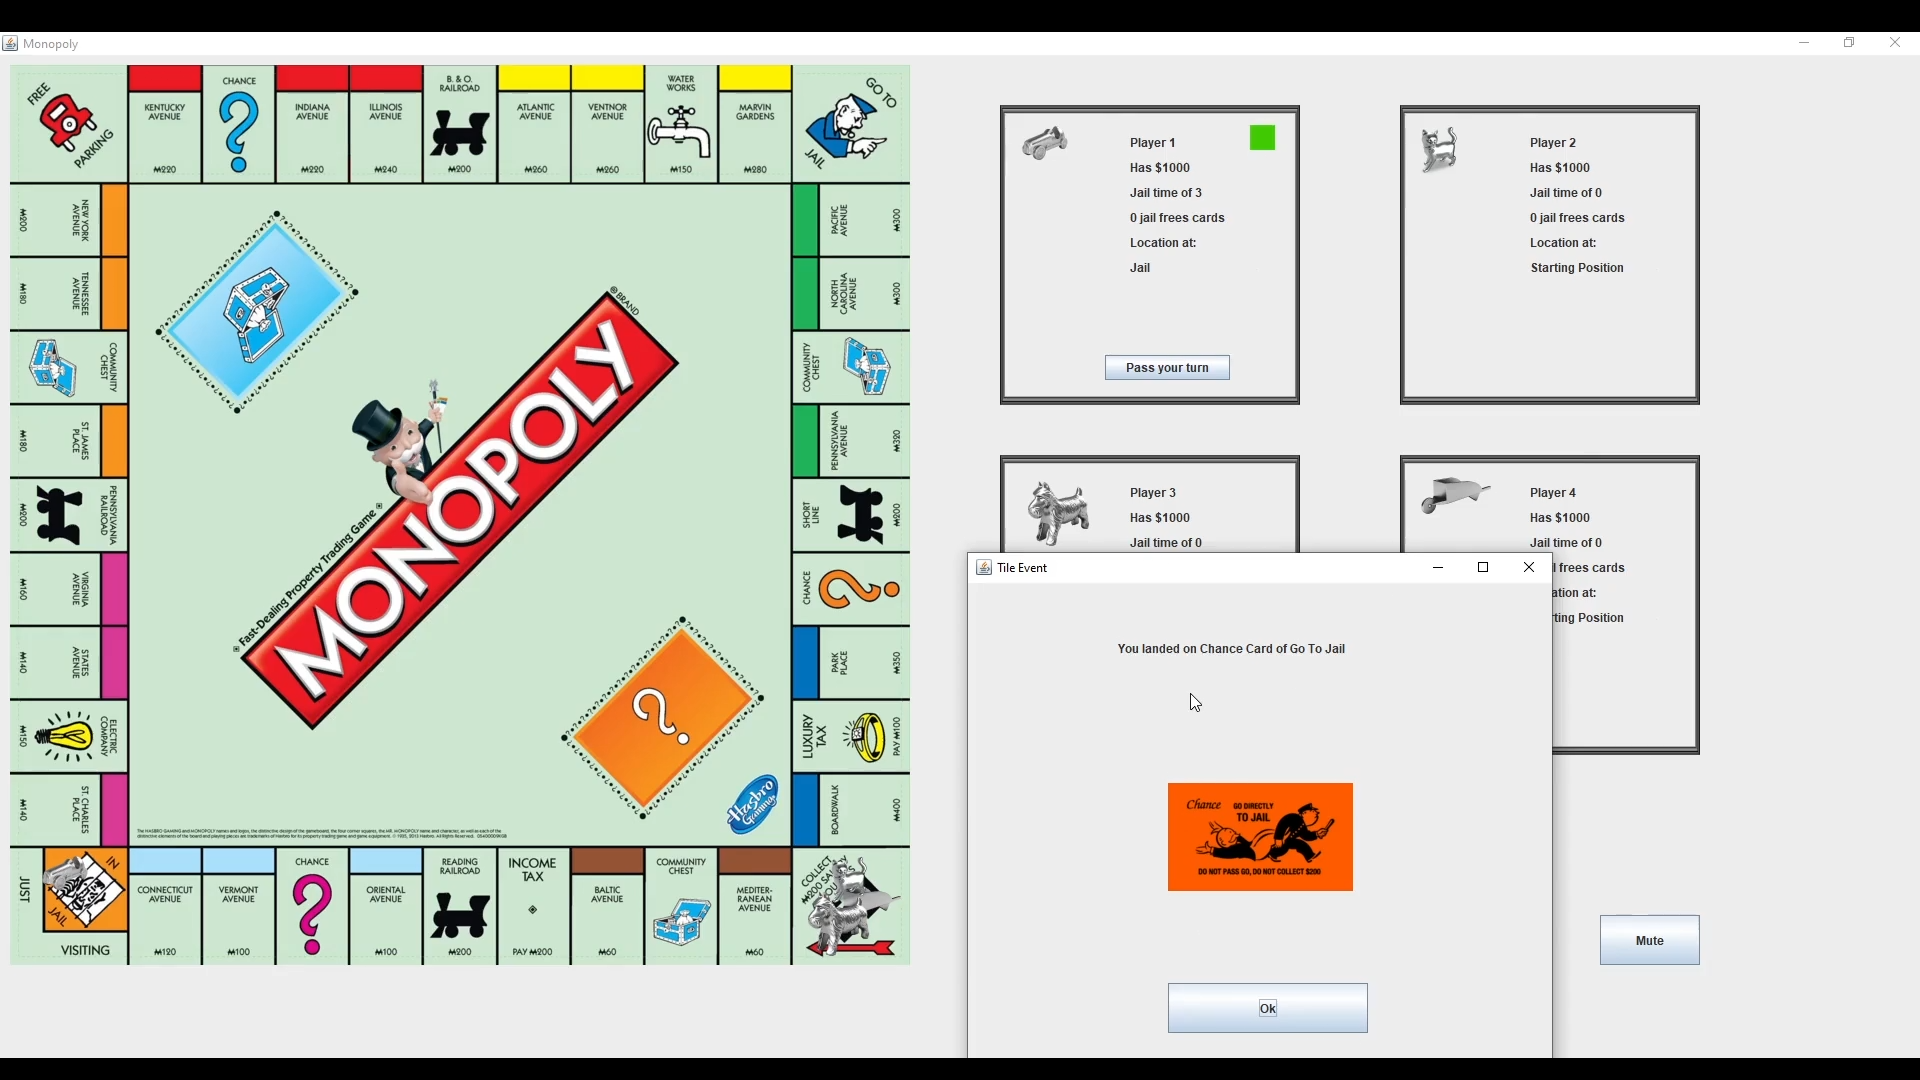 Monopoly
FREE
PARKING
KENTUCKY
AVENUE
M220
CHANCE
INDIANA
AVENUE
M220
ILLINOIS
AVENUE
M240
B. & O.
RAILROAD
M200
ATLANTIC
AVENUE
M260
VENTNOR
AVENUE
M260
WATER
WORKS
M150
MARVIN
GARDENS
M280
GO TO
JAIL
NEW YORK
AVENUE
M200
TENNESSEE
AVENUE
M180
COMMUNITY
CHEST
ST. JAMES
PLACE
M180
PENNSYLVANIA
RAILROAD
M200
VIRGINIA
AVENUE
M160
STATES
AVENUE
M140
ELECTRIC
COMPANY
M150
ST. CHARLES
PLACE
M140
PACIFIC
AVENUE
M300
NORTH
CAROLINA
AVENUE
M300
COMMUNITY
CHEST
PENNSYLVANIA
AVENUE
M320
SHORT
LINE
M200
CHANCE
PARK
PLACE
M350
LUXURY
TAX
PAY M100
BOARDWALK
M400
® BRAND
MONOPOLY
Fast-Dealing Property Trading Game
Hasbro
Gaming
IN
JAIL
JUST
VISITING
CONNECTICUT
AVENUE
M120
VERMONT
AVENUE
M100
CHANCE
ORIENTAL
AVENUE
M100
READING
RAILROAD
M200
INCOME
TAX
PAY M200
BALTIC
AVENUE
M60
COMMUNITY
CHEST
MEDITER-
RANEAN
AVENUE
M60
COLLECT
M200
Player 1
Has $1000
Jail time of 3
0 jail frees cards
Location at:
Jail
Pass your turn
Player 2
Has $1000
Jail time of 0
0 jail frees cards
Location at:
Starting Position
Player 3
Has $1000
Jail time of 0
Player 4
Has $1000
Jail time of 0
frees cards
at:
Position
Tile Event
You landed on Chance Card of Go To Jail
Chance
GO DIRECTLY
TO JAIL
DO NOT PASS GO, DO NOT COLLECT $200
Ok
Mute